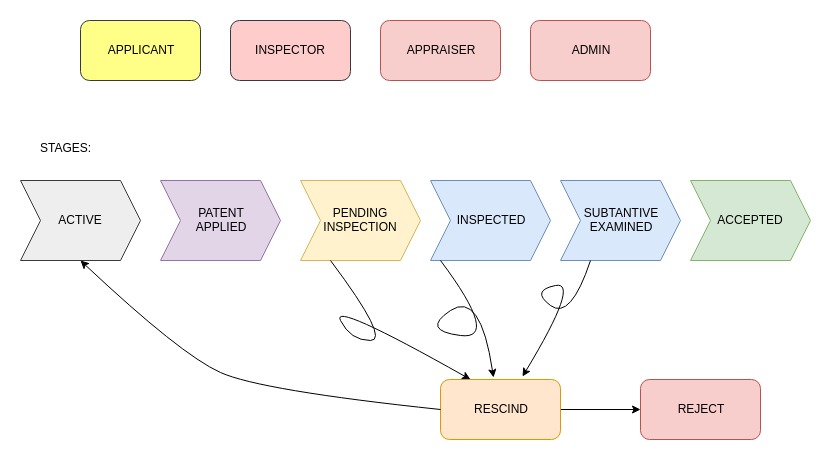 APPLICANT
INSPECTOR
APPRAISER
ADMIN
STAGES:
ACTIVE
PATENT
APPLIED
PENDING
INSPECTION
INSPECTED
SUBTANTIVE
EXAMINED
ACCEPTED
RESCIND
REJECT